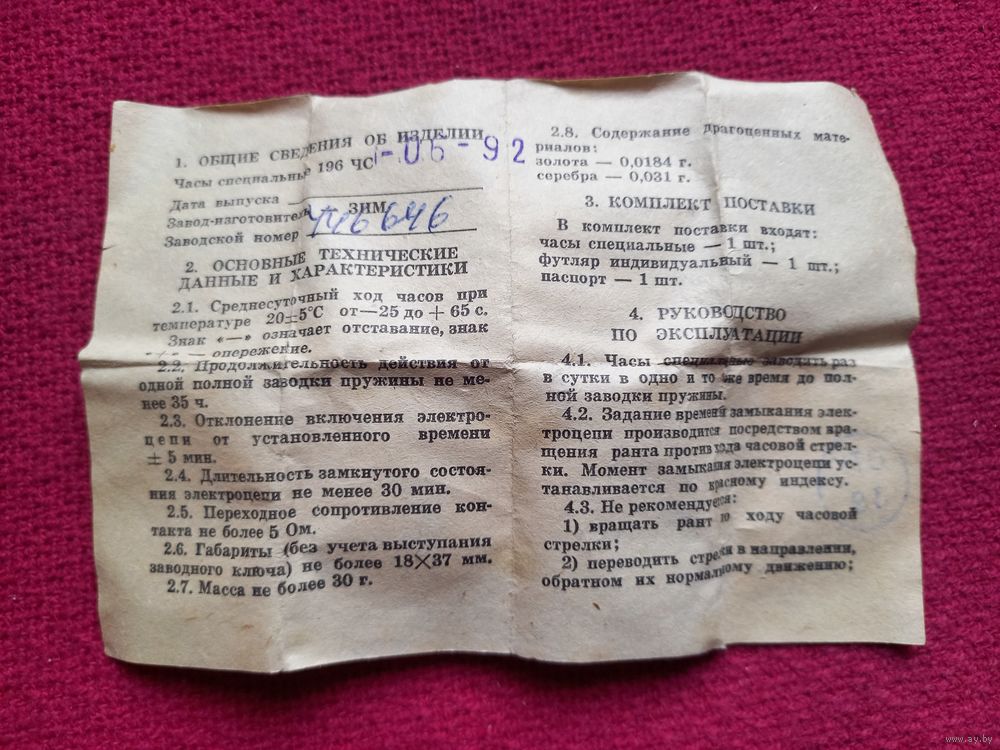 1. ОБЩИЕ СВЕДЕНИЯ ОБ ИЗДЕЛИИ
Часы специальные 196 ЧС
-06-92
Дата выпуска
Завод-изготовитель ЗИМ
Заводской номер 446646
2. ОСНОВНЫЕ ТЕХНИЧЕСКИЕ
ДАННЫЕ И ХАРАКТЕРИСТИКИ
2.1. Среднесуточный ход часов при
температуре 20±5°С от—25 до + 65 с.
Знак «—» означает отставание, знак
«+» — опережение.
2.2. Продолжительность действия от
одной полной заводки пружины не ме-
нее 35 ч.
2.3. Отклонение включения электро-
цепи от установленного времени
± 5 мин.
2.4. Длительность замкнутого состоя-
ния электроцепи не менее 30 мин.
2.5. Переходное сопротивление кон-
такта не более 5 Ом.
2.6. Габариты (без учета выступания
заводного ключа) не более 18×37 мм.
2.7. Масса не более 30 г.
2.8. Содержание драгоценных мате-
риалов:
золота — 0,0184 г.
серебра — 0,031 г.
3. КОМПЛЕКТ ПОСТАВКИ
В комплект поставки входят:
часы специальные — 1 шт.;
футляр индивидуальный — 1 шт.;
паспорт — 1 шт.
4. РУКОВОДСТВО
ПО ЭКСПЛУАТАЦИИ
4.1. Часы специальные заводить раз
в сутки в одно и то же время до пол-
ной заводки пружины.
4.2. Задание времени замыкания элек-
троцепи производится посредством вра-
щения ранта против хода часовой стрел-
ки. Момент замыкания электроцепи ус-
танавливается по красному индексу.
4.3. Не рекомендуется:
1) вращать рант по ходу часовой
стрелки;
2) переводить стрелки в направлении,
обратном их нормальному движению;
www.ay.by